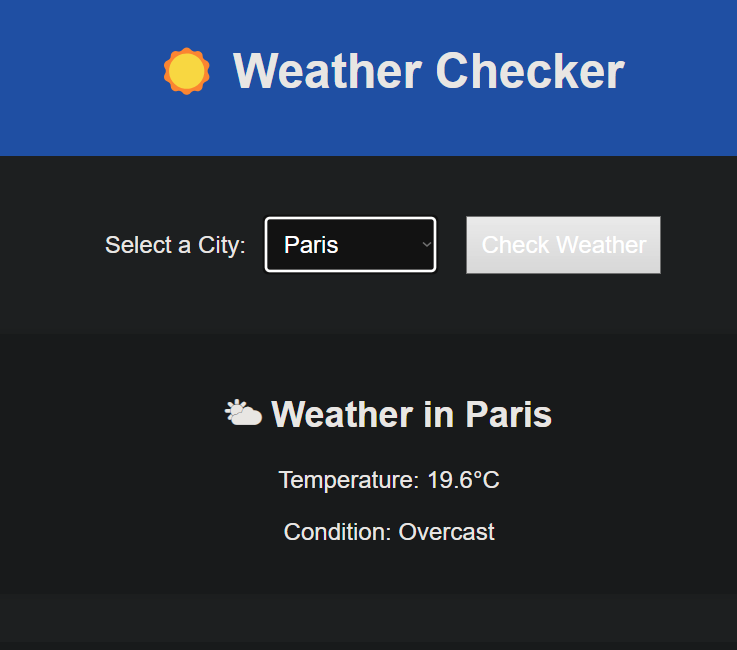 Weather Checker
Select a City: Paris Check Weather
Weather in Paris
Temperature: 19.6°C
Condition: Overcast